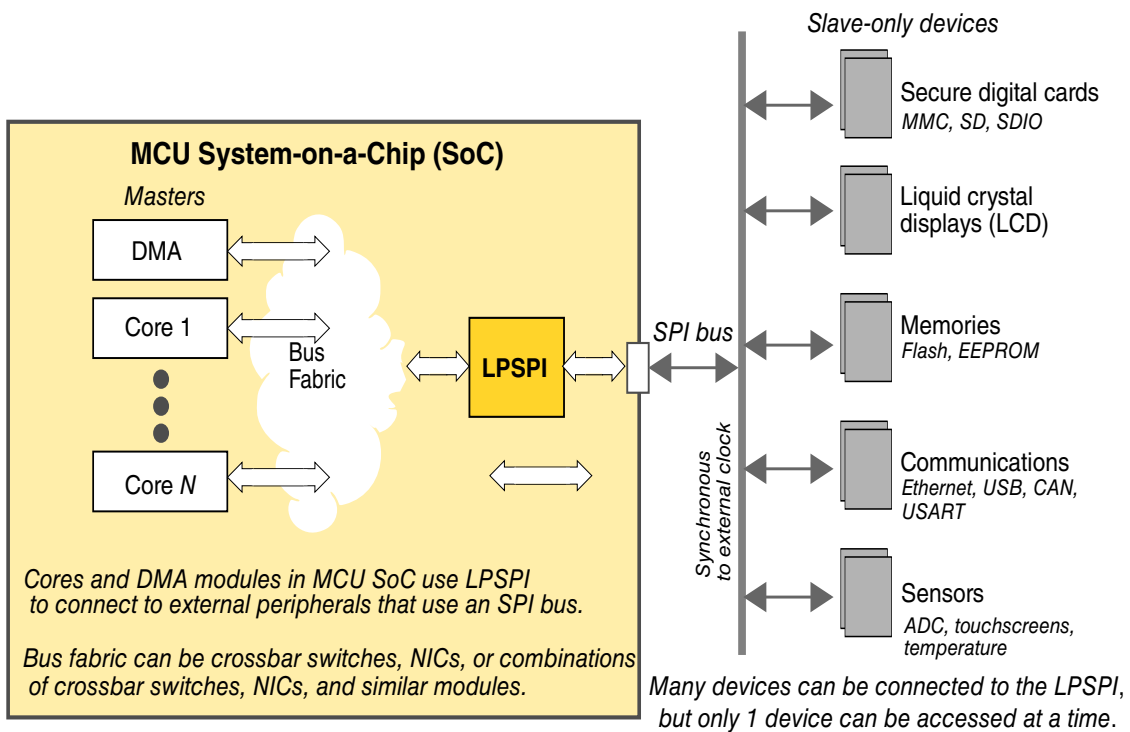 Slave-only devices
Secure digital cards
MMC, SD, SDIO
MCU System-on-a-Chip (SoC)
Masters
DMA
Liquid crystal
displays (LCD)
Core 1
Bus
Fabric
LPSPI
SPI bus
Memories
Flash, EEPROM
Core N
Synchronous
to external clock
Communications
Ethernet, USB, CAN,
USART
Cores and DMA modules in MCU SoC use LPSPI
to connect to external peripherals that use an SPI bus.
Sensors
ADC, touchscreens,
temperature
Bus fabric can be crossbar switches, NICs, or combinations
of crossbar switches, NICs, and similar modules.
Many devices can be connected to the LPSPI,
but only 1 device can be accessed at a time.